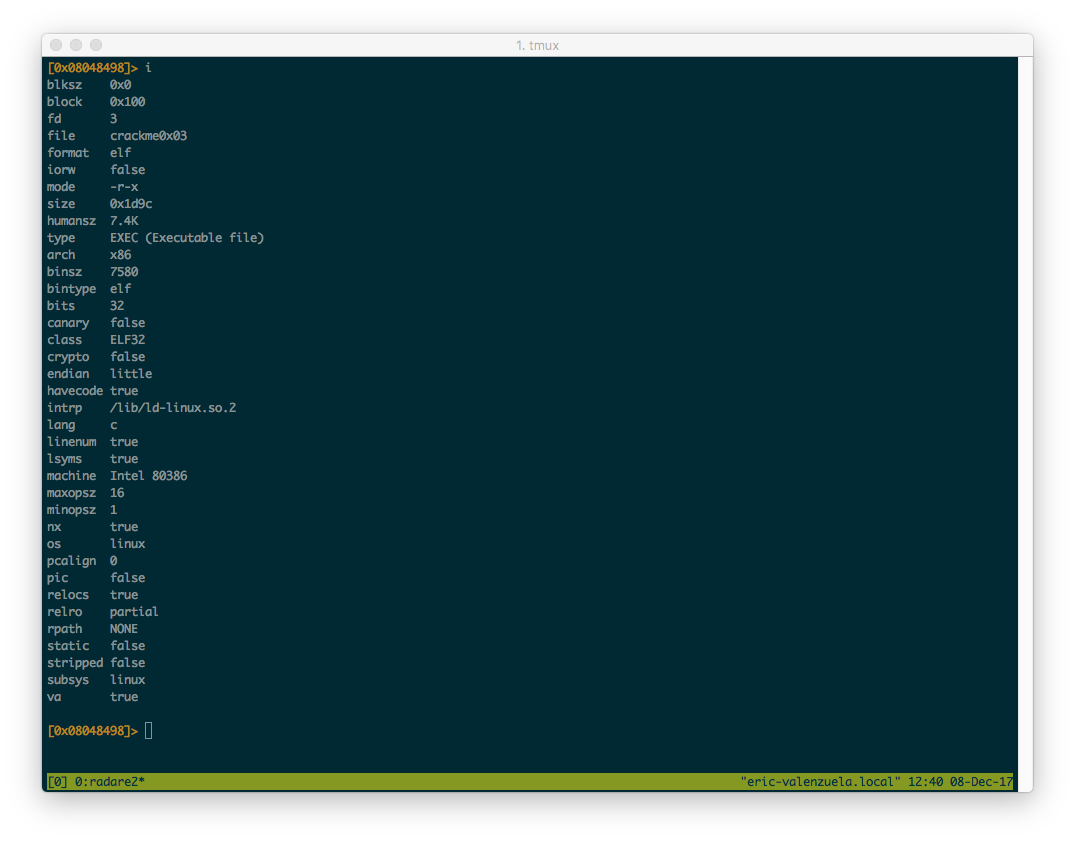 1. tmux
[0x08048498]> i
blksz    0x0
block    0x100
fd       3
file     crackme0x03
format   elf
iorw     false
mode     -r-x
size     0x1d9c
humansz  7.4K
type     EXEC (Executable file)
arch     x86
binsz    7580
bintype  elf
bits     32
canary   false
class    ELF32
crypto   false
endian   little
havecode true
intrp    /lib/ld-linux.so.2
lang     c
linenum  true
lsyms    true
machine  Intel 80386
maxopsz  16
minopsz  1
nx       true
os       linux
pcalign  0
pic      false
relocs   true
relro    partial
rpath    NONE
static   false
stripped false
subsys   linux
va       true
[0x08048498]>
[0] 0:radare2* "eric-valenzuela.local" 12:40 08-Dec-17